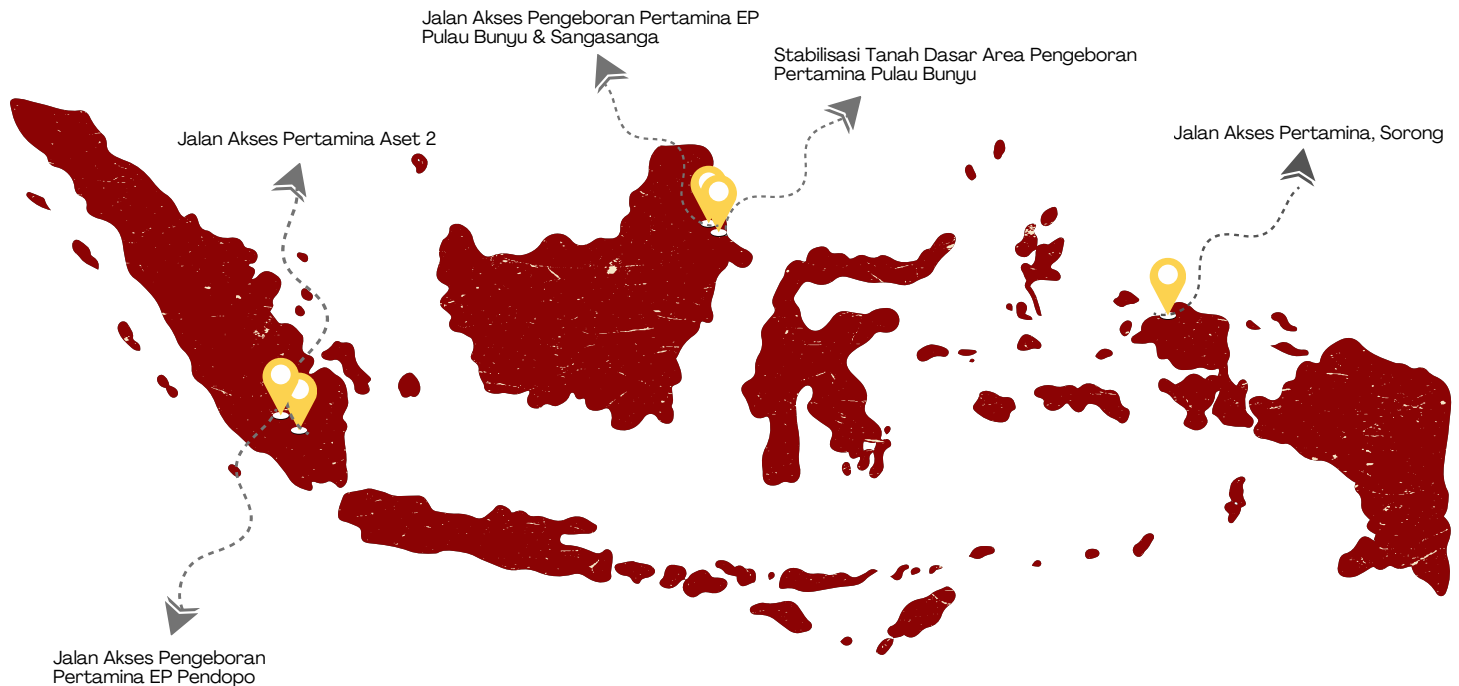 Jalan Akses Pengeboran Pertamina EP
Pulau Bunyu & Sangasanga
Stabilisasi Tanah Dasar Area Pengeboran
Pertamina Pulau Bunyu
Jalan Akses Pertamina Aset 2
Jalan Akses Pertamina, Sorong
Jalan Akses Pengeboran
Pertamina EP Pendopo